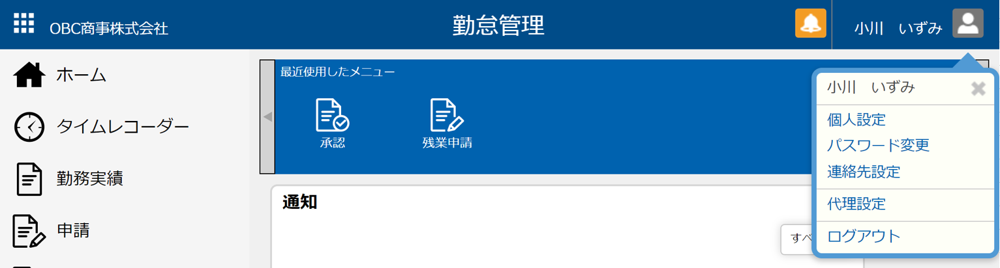 OBC商事株式会社
勤怠管理
小川　いずみ
ホーム
タイムレコーダー
勤務実績
申請
最近使用したメニュー
承認
残業申請
通知
すべ
小川　いずみ
個人設定
パスワード変更
連絡先設定
代理設定
ログアウト